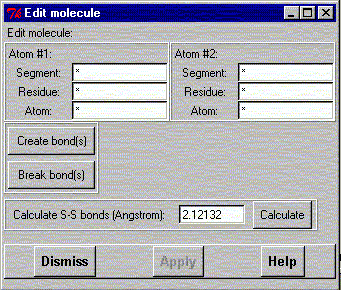 Edit molecule
Edit molecule:
Atom #1: Atom #2:
Segment: * Segment: *
Residue: * Residue: *
Atom: * Atom: *
Create bond(s)
Break bond(s)
Calculate S-S bonds (Angstrom): 2.12132 Calculate
Dismiss Apply Help